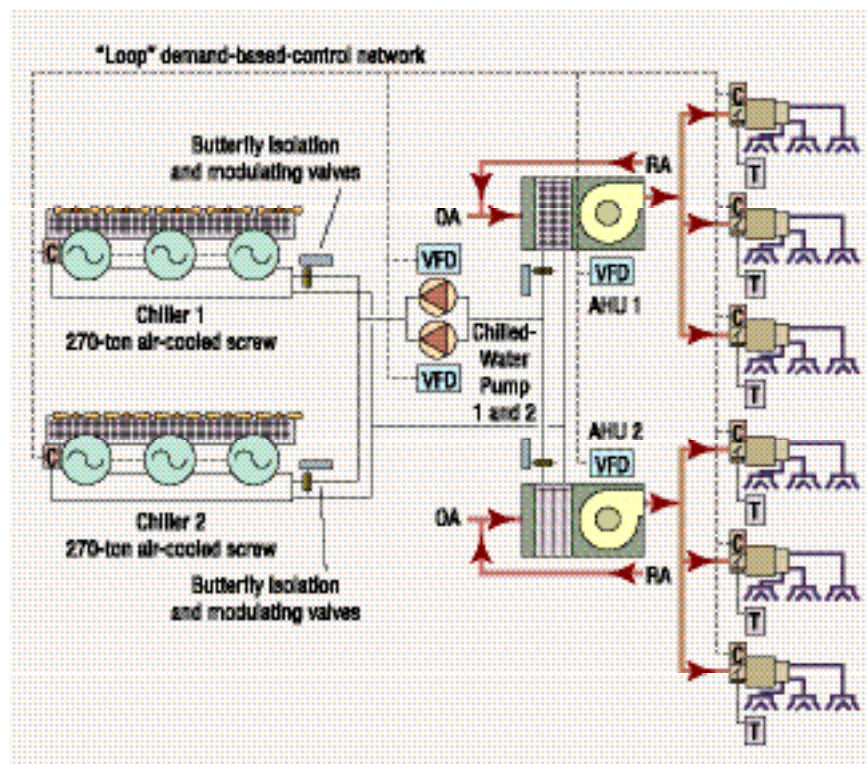 "Loop" demand-based-control network
Butterfly isolation
and modulating valves
C
Chiller 1
270-ton air-cooled screw
VFD
VFD
Chilled-
Water
Pump
1 and 2
OA
RA
VFD
AHU 1
C
T
C
T
C
T
C
Chiller 2
270-ton air-cooled screw
Butterfly isolation
and modulating valves
AHU 2
VFD
OA
RA
C
T
C
T
C
T